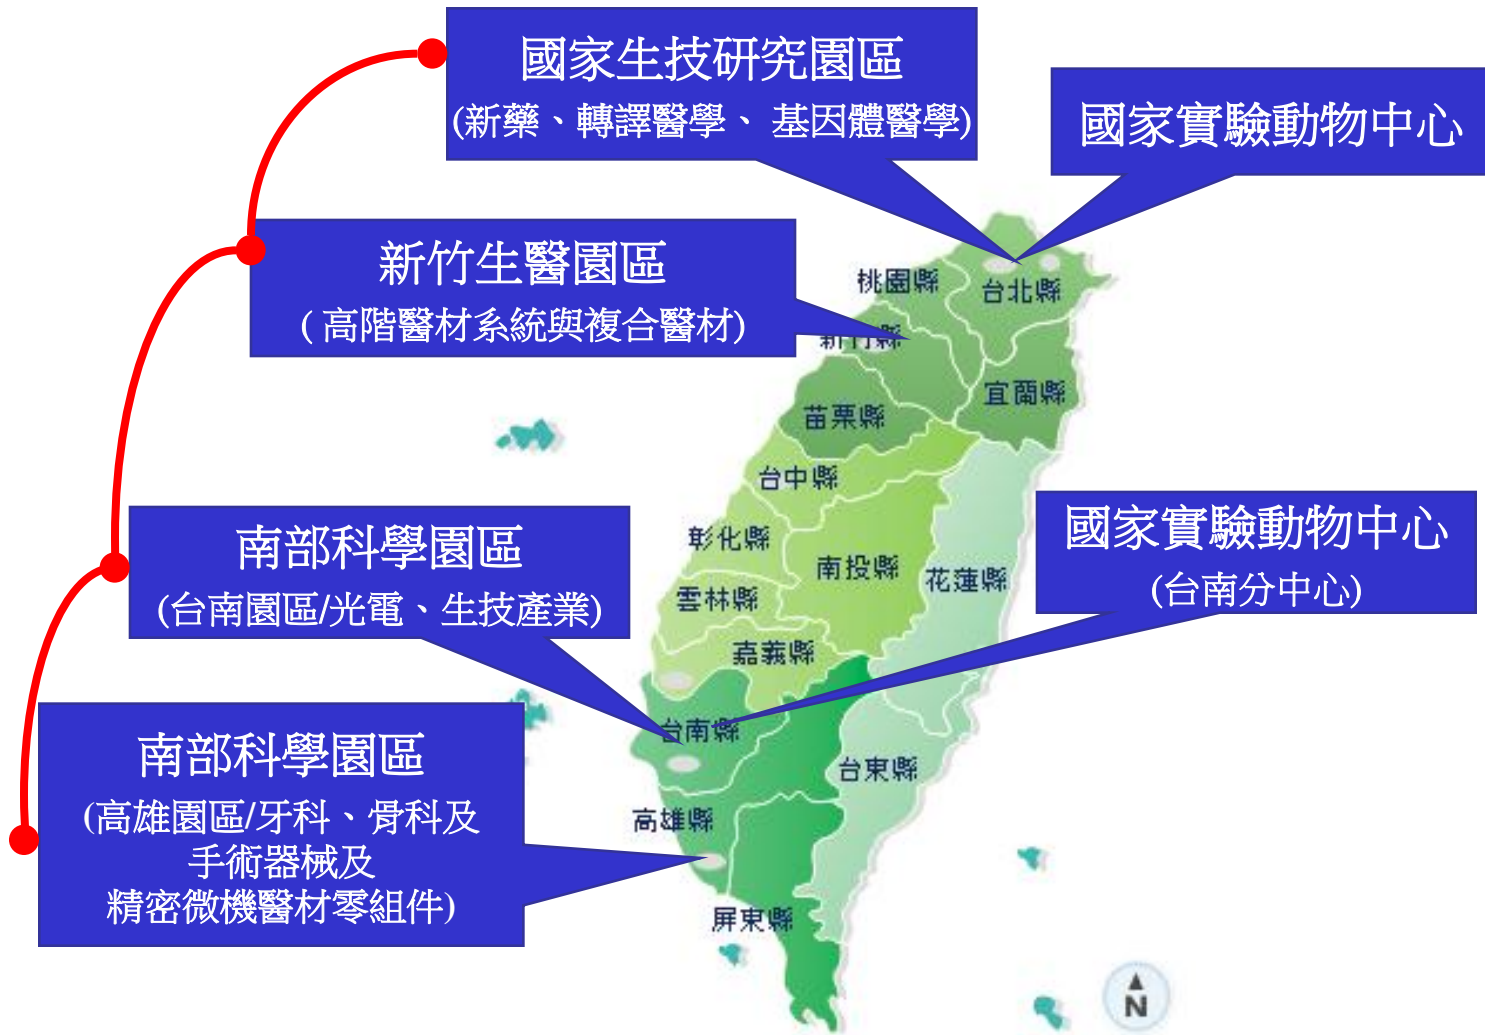 國家生技研究園區
(新藥、轉譯醫學、 基因體醫學)
國家實驗動物中心
新竹生醫園區
( 高階醫材系統與複合醫材)
桃園縣
台北縣
新竹縣
宜蘭縣
苗栗縣
台中縣
彰化縣
南投縣
花蓮縣
雲林縣
嘉義縣
南部科學園區
(台南園區/光電、生技產業)
國家實驗動物中心
(台南分中心)
台南縣
台東縣
高雄縣
屏東縣
南部科學園區
(高雄園區/牙科、骨科及
手術器械及
精密微機醫材零組件)
N